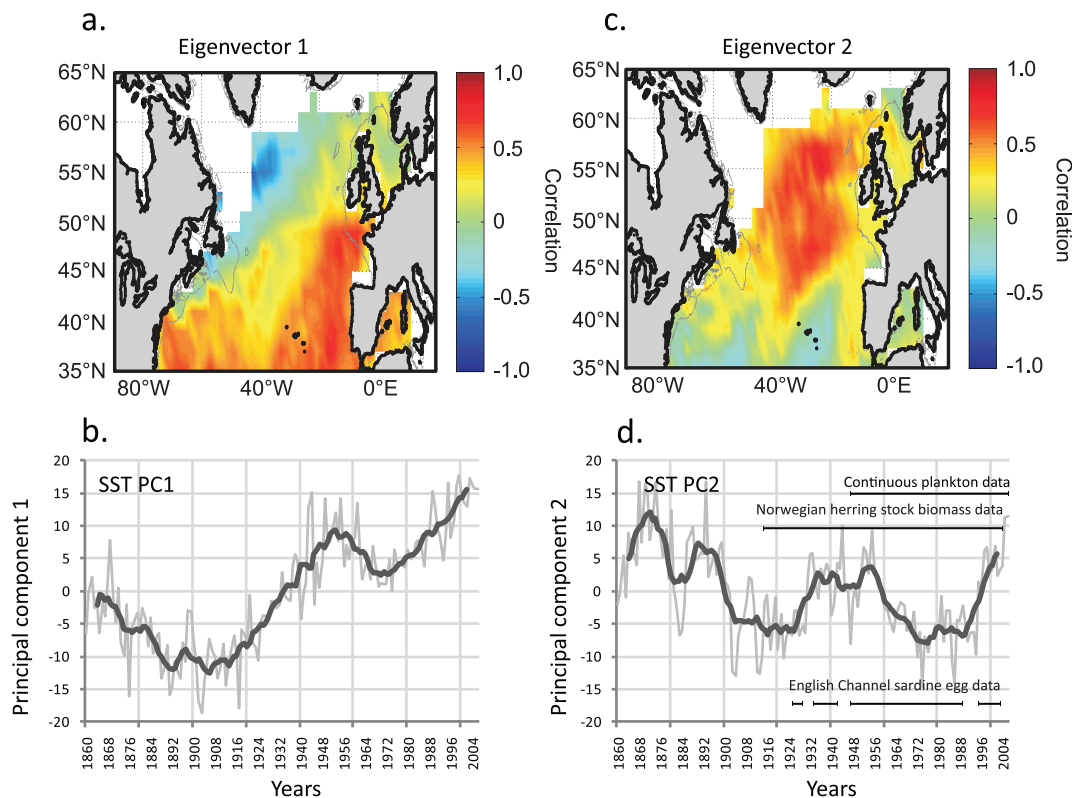 a.
Eigenvector 1
65°N
60°N
55°N
50°N
45°N
40°N
35°N
80°W
40°W
0°E
1.0
0.5
0
-0.5
-1.0
Correlation
c.
Eigenvector 2
65°N
60°N
55°N
50°N
45°N
40°N
35°N
80°W
40°W
0°E
1.0
0.5
0
-0.5
-1.0
Correlation
b.
SST PC1
Principal component 1
20
15
10
5
0
-5
-10
-15
-20
1860
1868
1876
1884
1892
1900
1908
1916
1924
1932
1940
1948
1956
1964
1972
1980
1988
1996
2004
Years
d.
SST PC2
Continuous plankton data
Norwegian herring stock biomass data
English Channel sardine egg data
Principal component 2
20
15
10
5
0
-5
-10
-15
-20
1860
1868
1876
1884
1892
1900
1908
1916
1924
1932
1940
1948
1956
1964
1972
1980
1988
1996
2004
Years